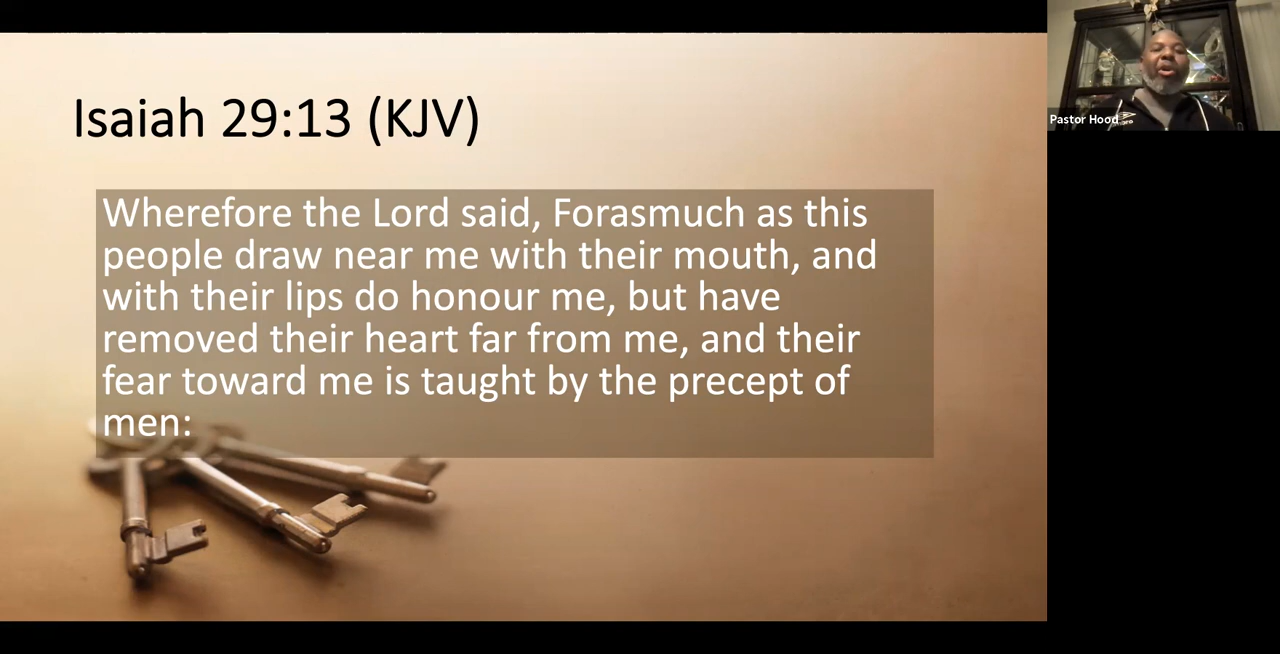 Isaiah 29:13 (KJV)
Wherefore the Lord said, Forasmuch as this
people draw near me with their mouth, and
with their lips do honour me, but have
removed their heart far from me, and their
fear toward me is taught by the precept of
men:
Pastor Hood